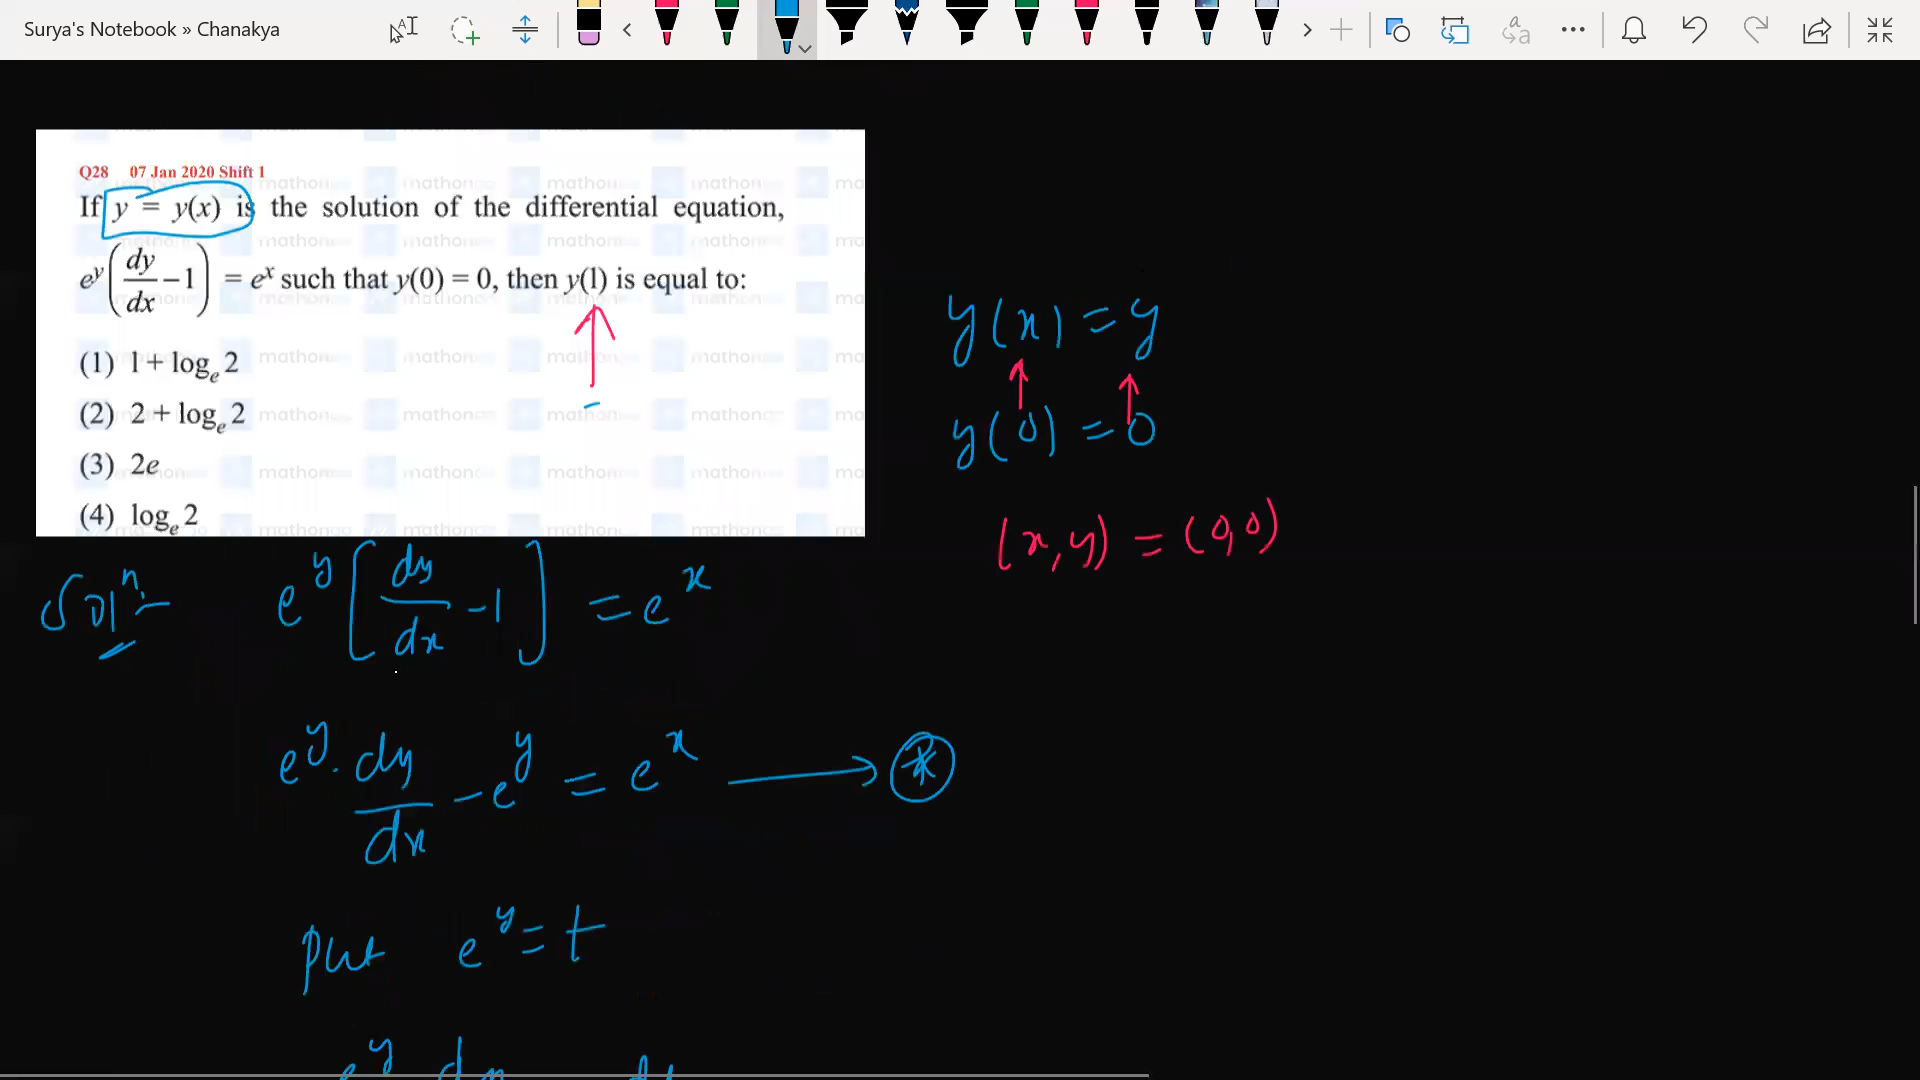 Surya's Notebook » Chanakya
Q28 07 Jan 2020 Shift 1
If y = y(x) is the solution of the differential equation,
e^y (dy/dx − 1) = e^x such that y(0) = 0, then y(1) is equal to:
(1) 1 + log_e 2
(2) 2 + log_e 2
(3) 2e
(4) log_e 2
y(x) = y
y(0) = 0
(x, y) = (0, 0)
Sol^n:-
e^y [dy/dx - 1] = e^x
e^y . dy/dx - e^y = e^x ⟶ *
Put e^y = t